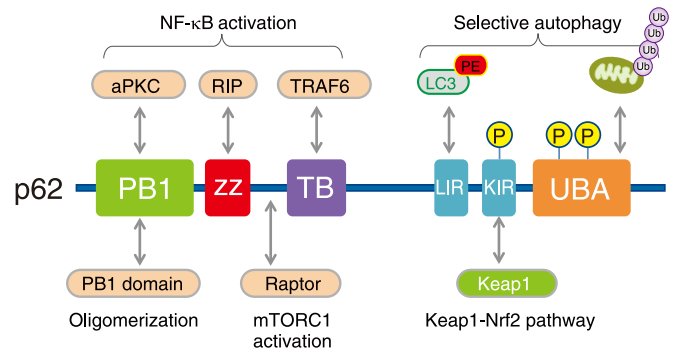 NF-κB activation
Selective autophagy
Ub
Ub
Ub
Ub
aPKC
RIP
TRAF6
LC3
PE
P
P
P
p62
PB1
ZZ
TB
LIR
KIR
UBA
PB1 domain
Raptor
Keap1
Oligomerization
mTORC1
activation
Keap1-Nrf2 pathway